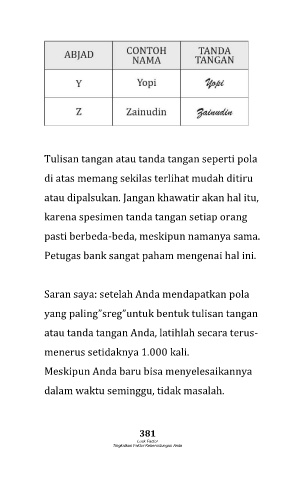 ABJAD CONTOH NAMA TANDA TANGAN
Y Yopi Yopi
Z Zainudin Zainudin
Tulisan tangan atau tanda tangan seperti pola
di atas memang sekilas terlihat mudah ditiru
atau dipalsukan. Jangan khawatir akan hal itu,
karena spesimen tanda tangan setiap orang
pasti berbeda-beda, meskipun namanya sama.
Petugas bank sangat paham mengenai hal ini.
Saran saya: setelah Anda mendapatkan pola
yang paling”sreg”untuk bentuk tulisan tangan
atau tanda tangan Anda, latihlah secara terus-
menerus setidaknya 1.000 kali.
Meskipun Anda baru bisa menyelesaikannya
dalam waktu seminggu, tidak masalah.
381
Luck Factor
Tingkatkan Faktor Keberuntungan Anda